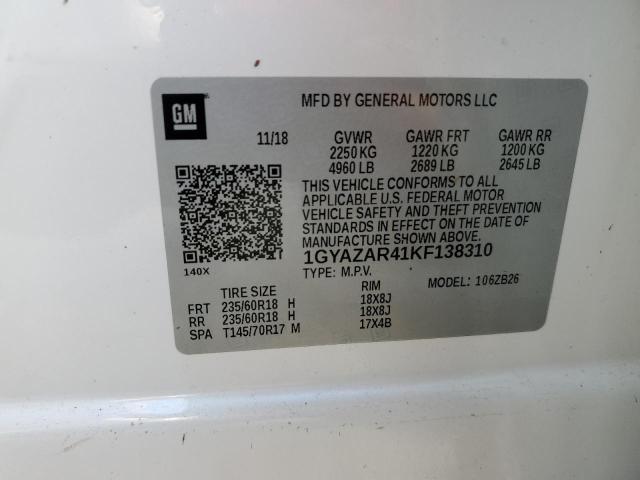 GM
MFD BY GENERAL MOTORS LLC
11/18 GVWR GAWR FRT GAWR RR
2250 KG 1220 KG 1200 KG
4960 LB 2689 LB 2645 LB
THIS VEHICLE CONFORMS TO ALL
APPLICABLE U.S. FEDERAL MOTOR
VEHICLE SAFETY AND THEFT PREVENTION
STANDARDS IN EFFECT ON THE DATE OF
MANUFACTURE SHOWN ABOVE.
140X 1GYAZAR41KF138310
TYPE: M.P.V. MODEL: 106ZB26
TIRE SIZE RIM
FRT 235/60R18 H 18X8J
RR 235/60R18 H 18X8J
SPA T145/70R17 M 17X4B